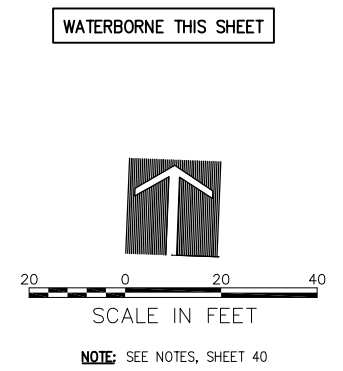 WATERBORNE THIS SHEET
20 0 20 40
SCALE IN FEET
NOTE: SEE NOTES, SHEET 40